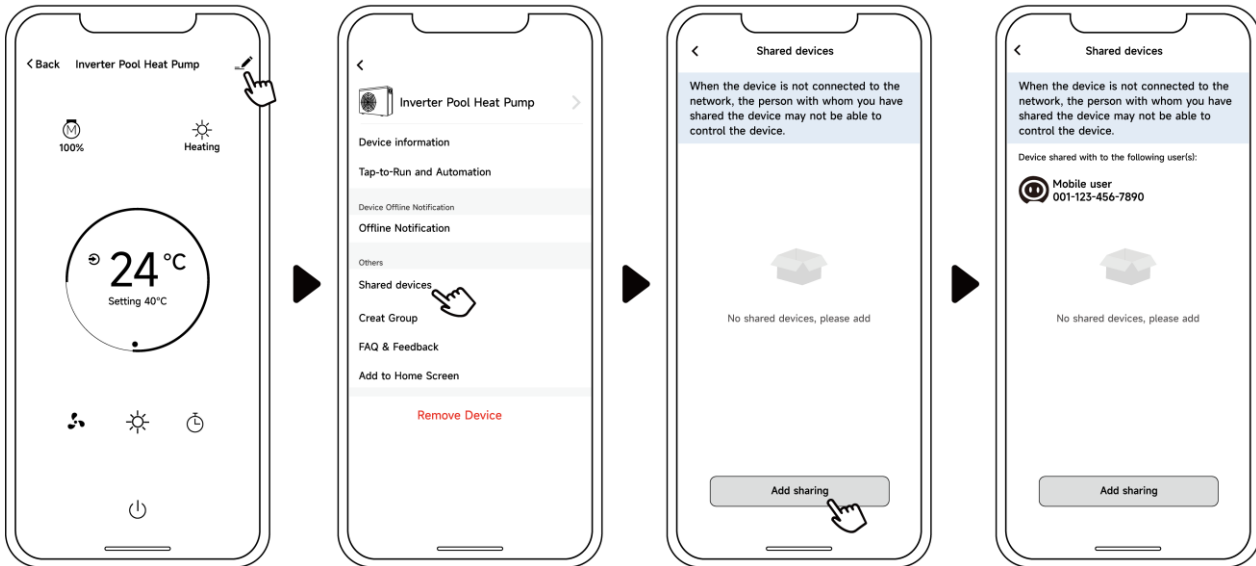 Back Inverter Pool Heat Pump
M
100%
Heating
24°C
Setting 40°C
Inverter Pool Heat Pump
Device information
Tap-to-Run and Automation
Device Offline Notification
Offline Notification
Others
Shared devices
Creat Group
FAQ & Feedback
Add to Home Screen
Remove Device
Shared devices
When the device is not connected to the
network, the person with whom you have
shared the device may not be able to
control the device.
No shared devices, please add
Add sharing
Shared devices
When the device is not connected to the
network, the person with whom you have
shared the device may not be able to
control the device.
Device shared with to the following user(s):
Mobile user
001-123-456-7890
No shared devices, please add
Add sharing